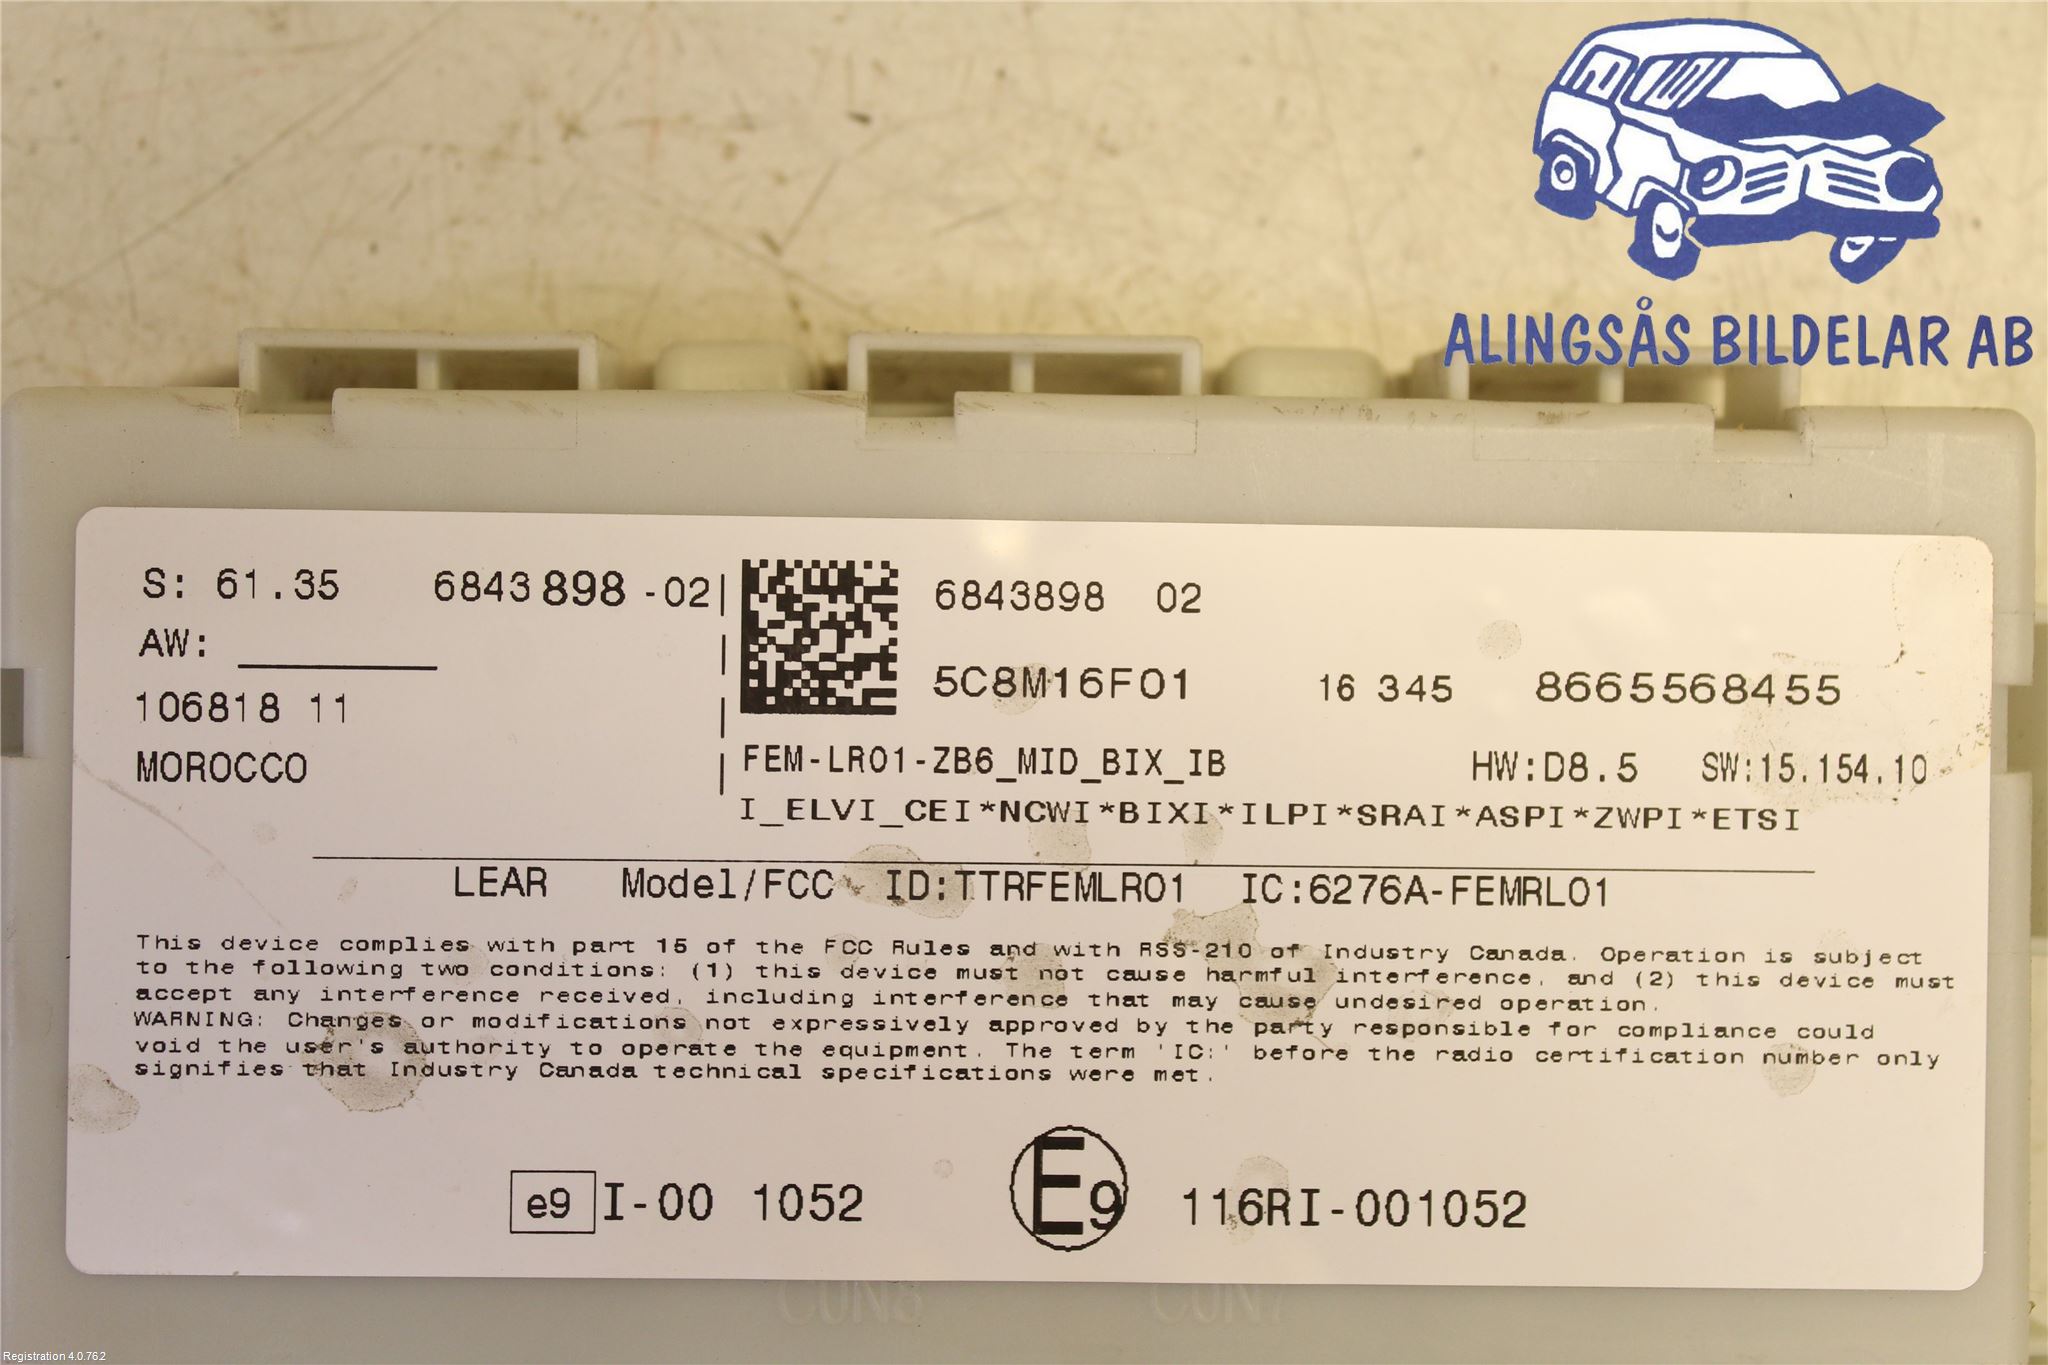 ALINGSÅS BILDELAR AB
S: 61.35 6843898-02
AW:
106818 11
MOROCCO
6843898 02
5C8M16F01 16 345 8665568455
FEM-LR01-ZB6_MID_BIX_IB HW:D8.5 SW:15.154.10
I_ELVI_CEI*NCWI*BIXI*ILPI*SRAI*ASPI*ZWPI*ETSI
LEAR Model/FCC ID:TTRFEMLR01 IC:6276A-FEMRL01
This device complies with part 15 of the FCC Rules and with RSS-210 of Industry Canada. Operation is subject
to the following two conditions: (1) this device must not cause harmful interference, and (2) this device must
accept any interference received, including interference that may cause undesired operation.
WARNING: Changes or modifications not expressively approved by the party responsible for compliance could
void the user's authority to operate the equipment. The term 'IC:' before the radio certification number only
signifies that Industry Canada technical specifications were met.
e9 I-00 1052 E9 116RI-001052
CON8 CON7
Registration 4.0.762